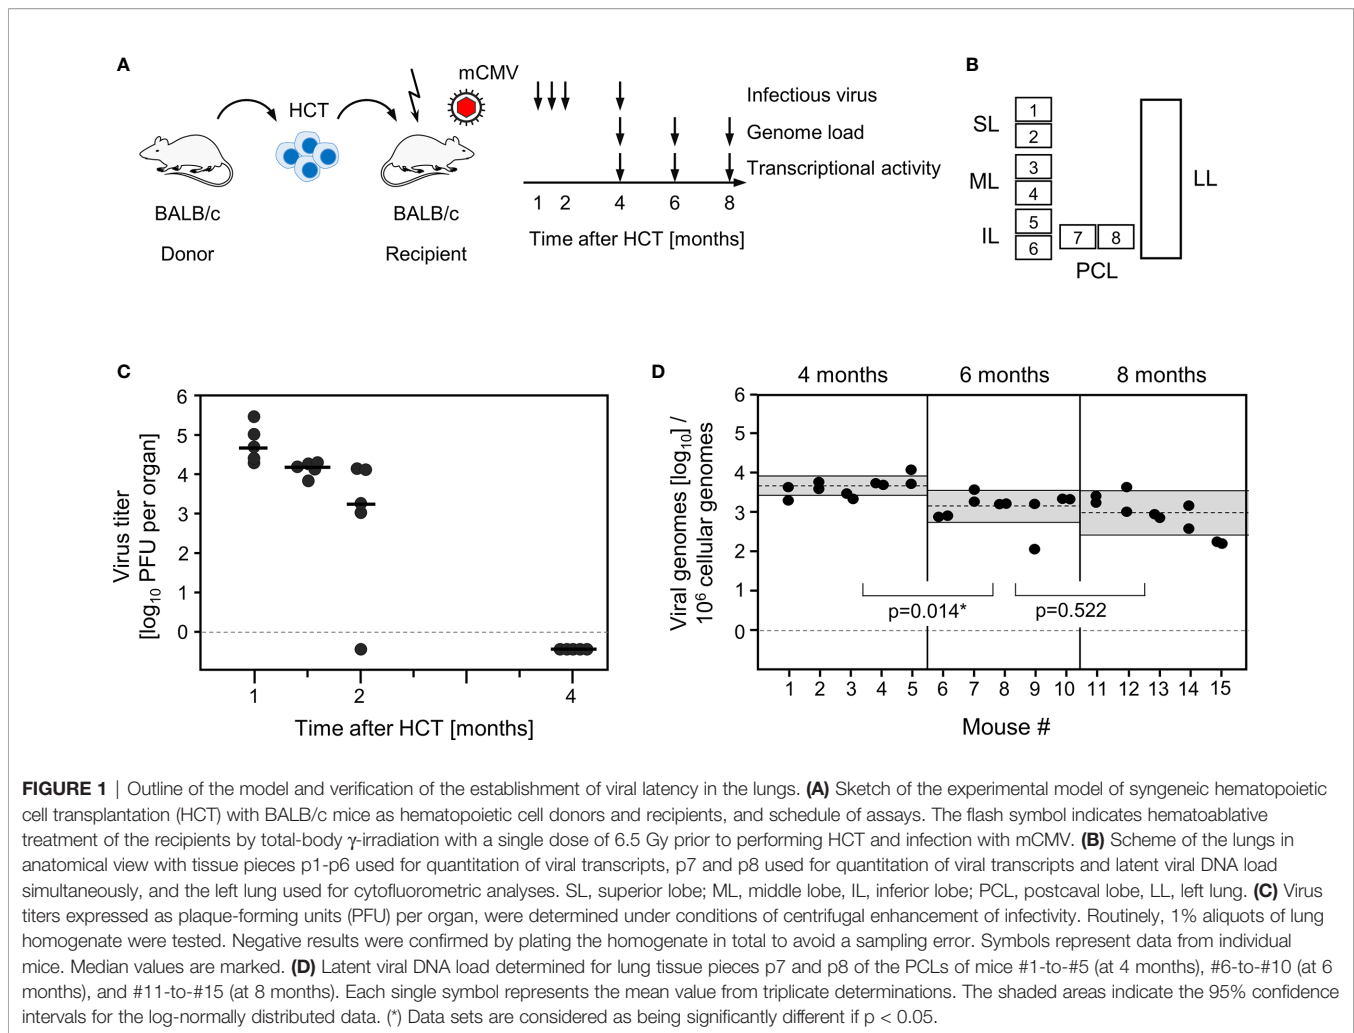 A
mCMV
HCT
BALB/c
BALB/c
Donor
Recipient
Infectious virus
Genome load
Transcriptional activity
1 2 4 6 8
Time after HCT [months]
B
SL
1
2
ML
3
4
IL
5
6
7
8
PCL
LL
C
Virus titer
[log10 PFU per organ]
6
5
4
3
2
1
0
1 2 4
Time after HCT [months]
D
4 months 6 months 8 months
Viral genomes [log10] /
10^6 cellular genomes
6
5
4
3
2
1
0
p=0.014* p=0.522
1 2 3 4 5 6 7 8 9 10 11 12 13 14 15
Mouse #
FIGURE 1 | Outline of the model and verification of the establishment of viral latency in the lungs. (A) Sketch of the experimental model of syngeneic hematopoietic
cell transplantation (HCT) with BALB/c mice as hematopoietic cell donors and recipients, and schedule of assays. The flash symbol indicates hematoablative
treatment of the recipients by total-body γ-irradiation with a single dose of 6.5 Gy prior to performing HCT and infection with mCMV. (B) Scheme of the lungs in
anatomical view with tissue pieces p1-p6 used for quantitation of viral transcripts, p7 and p8 used for quantitation of viral transcripts and latent viral DNA load
simultaneously, and the left lung used for cytofluorometric analyses. SL, superior lobe; ML, middle lobe, IL, inferior lobe; PCL, postcaval lobe, LL, left lung. (C) Virus
titers expressed as plaque-forming units (PFU) per organ, were determined under conditions of centrifugal enhancement of infectivity. Routinely, 1% aliquots of lung
homogenate were tested. Negative results were confirmed by plating the homogenate in total to avoid a sampling error. Symbols represent data from individual
mice. Median values are marked. (D) Latent viral DNA load determined for lung tissue pieces p7 and p8 of the PCLs of mice #1-to-#5 (at 4 months), #6-to-#10 (at 6
months), and #11-to-#15 (at 8 months). Each single symbol represents the mean value from triplicate determinations. The shaded areas indicate the 95% confidence
intervals for the log-normally distributed data. (*) Data sets are considered as being significantly different if p < 0.05.